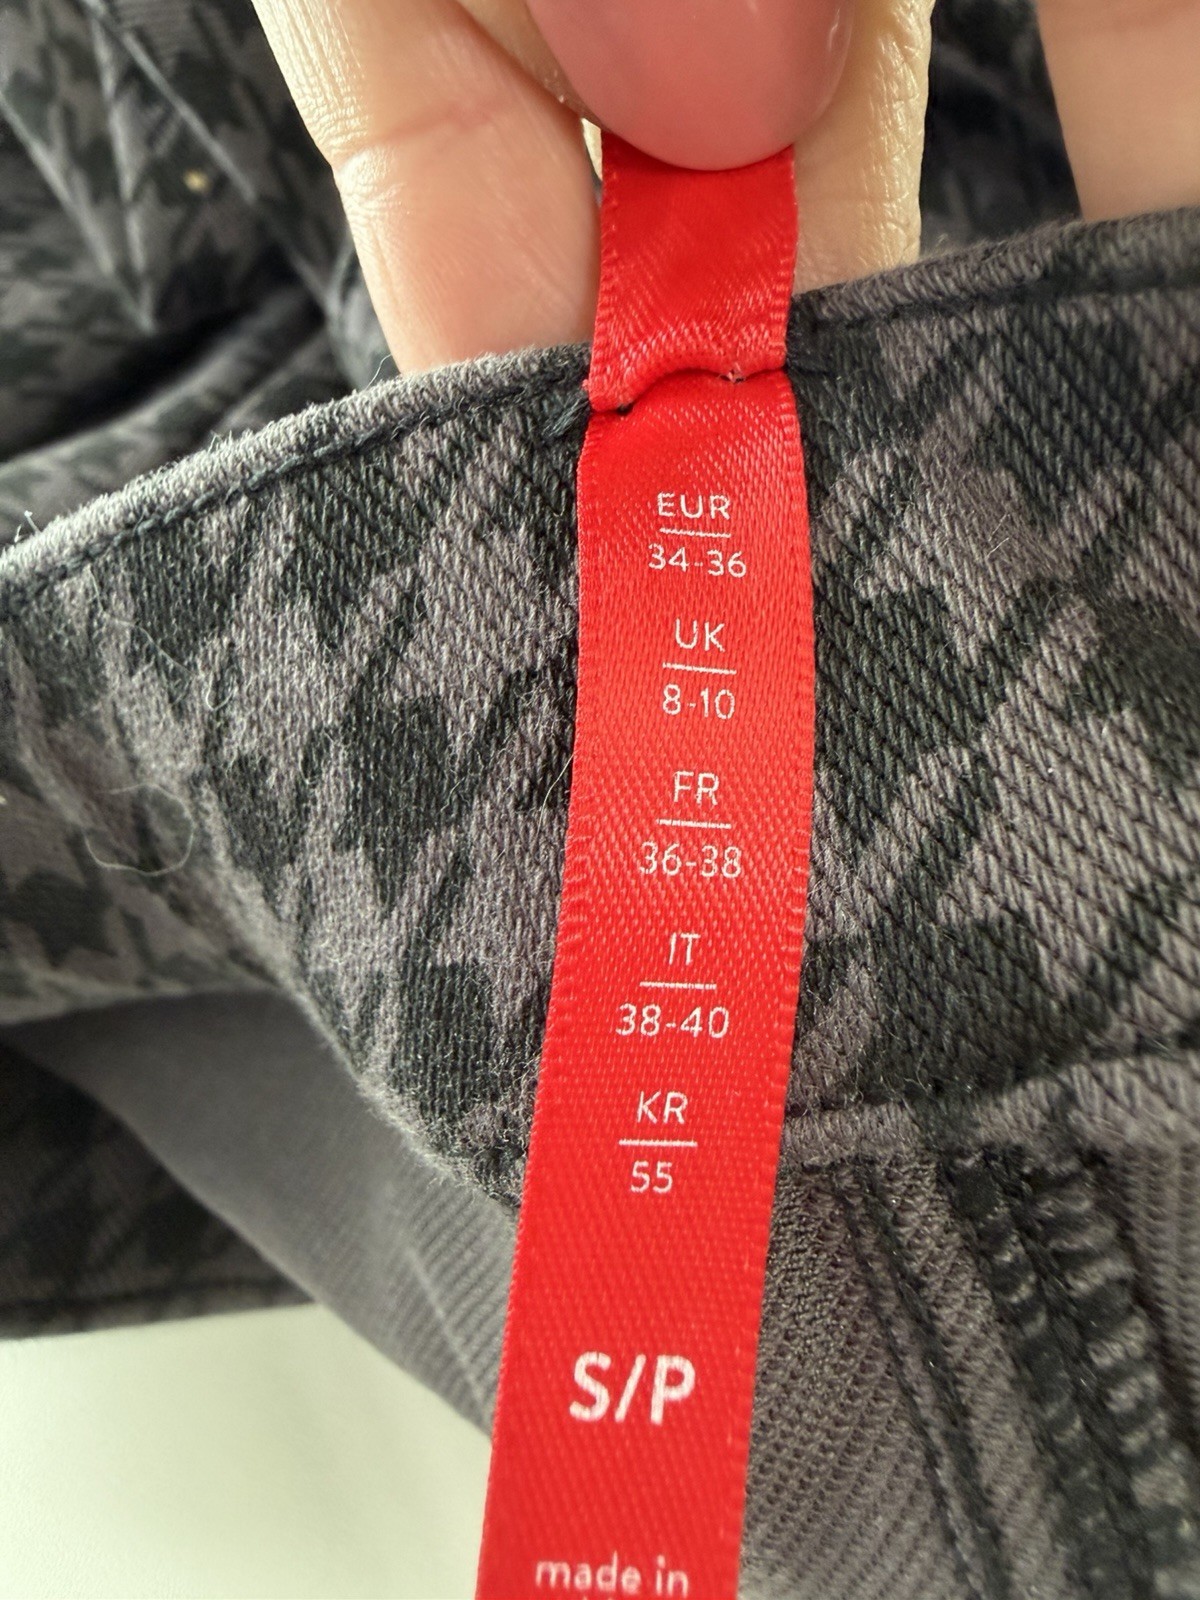 EUR
34-36
UK
8-10
FR
36-38
IT
38-40
KR
55
S/P
made in